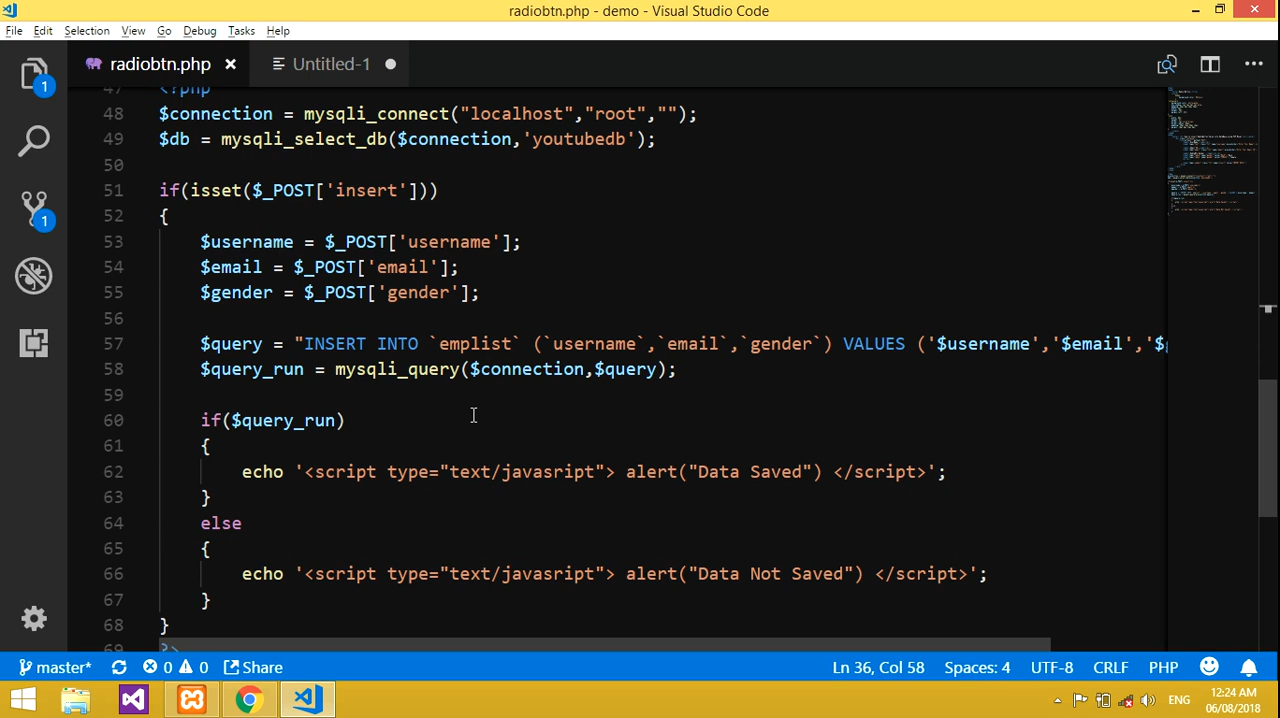 radiobtn.php - demo - Visual Studio Code
File Edit Selection View Go Debug Tasks Help
radiobtn.php Untitled-1
1
1
47 <?php
48 $connection = mysqli_connect("localhost","root","");
49 $db = mysqli_select_db($connection,'youtubedb');
50
51 if(isset($_POST['insert']))
52 {
53 $username = $_POST['username'];
54 $email = $_POST['email'];
55 $gender = $_POST['gender'];
56
57 $query = "INSERT INTO `emplist` (`username`,`email`,`gender`) VALUES ('$username','$email','$g
58 $query_run = mysqli_query($connection,$query);
59
60 if($query_run)
61 {
62 echo '<script type="text/javasript"> alert("Data Saved") </script>';
63 }
64 else
65 {
66 echo '<script type="text/javasript"> alert("Data Not Saved") </script>';
67 }
68 }
69 ?>
master* 0 0 Share Ln 36, Col 58 Spaces: 4 UTF-8 CRLF PHP
ENG 12:24 AM
06/08/2018